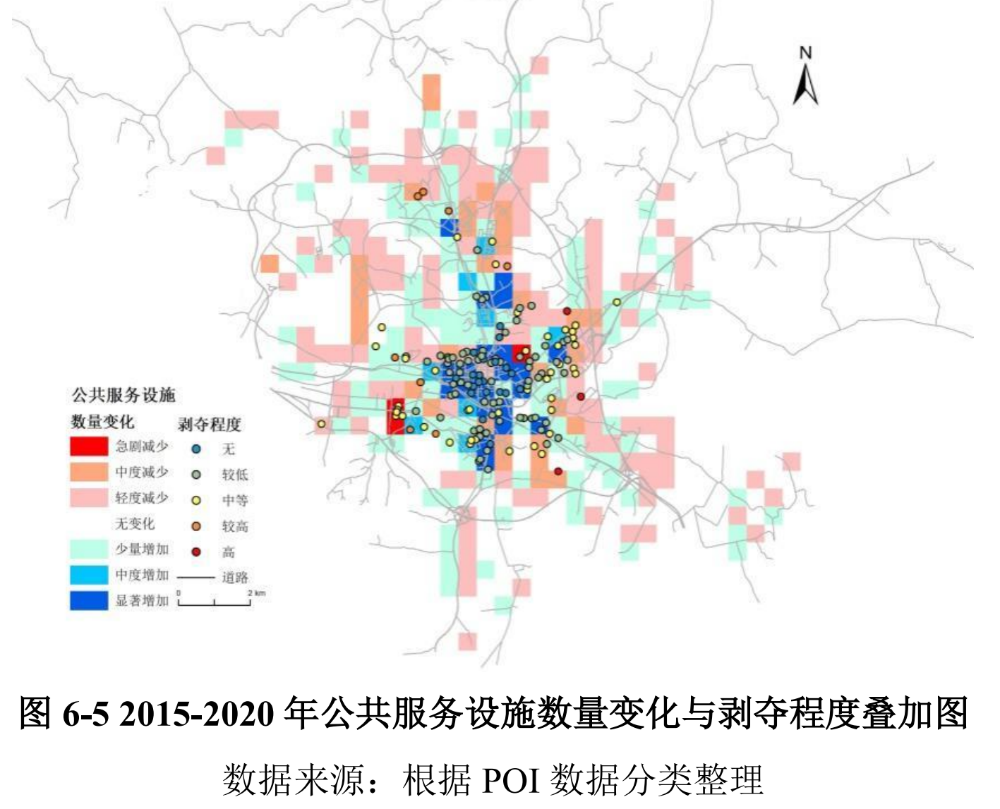 N
公共服务设施
数量变化
剥夺程度
急剧减少
无
中度减少
较低
轻度减少
中等
无变化
较高
少量增加
高
中度增加
道路
显著增加
0
2 km
图 6-5 2015-2020 年公共服务设施数量变化与剥夺程度叠加图
数据来源：根据 POI 数据分类整理